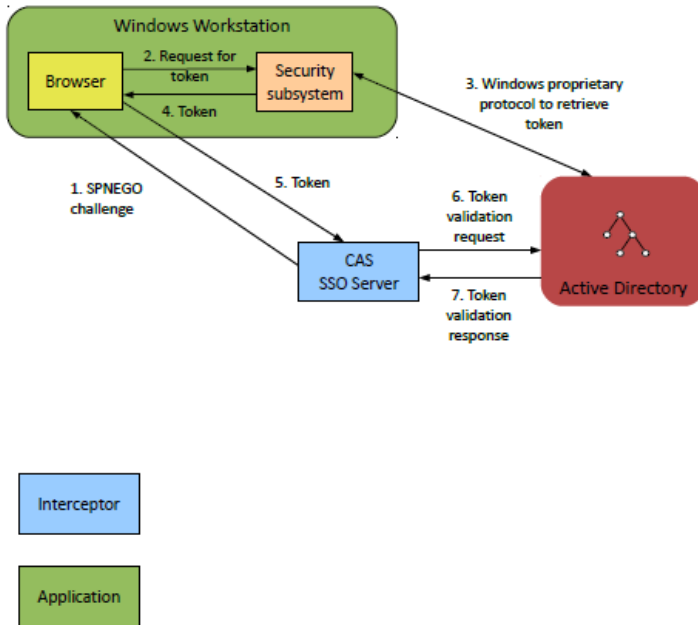 Windows Workstation
2. Request for
token
Browser
Security
subsystem
4. Token
3. Windows proprietary
protocol to retrieve
token
1. SPNEGO
challenge
5. Token
6. Token
validation
request
CAS
SSO Server
Active Directory
7. Token
validation
response
Interceptor
Application